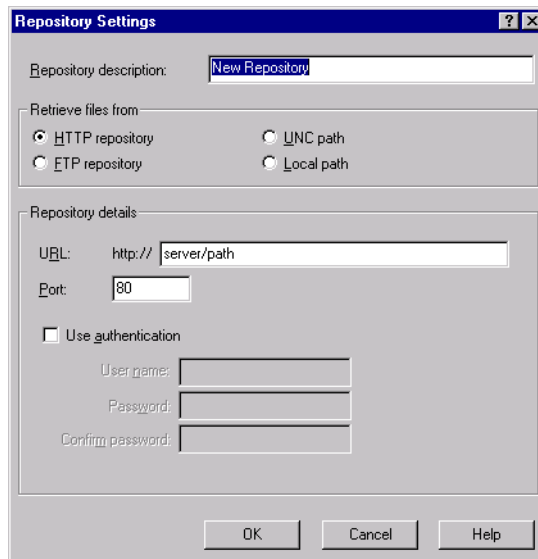 Repository Settings
Repository description: New Repository
Retrieve files from
HTTP repository UNC path
FTP repository Local path
Repository details
URL: http:// server/path
Port: 80
Use authentication
User name:
Password:
Confirm password:
OK Cancel Help